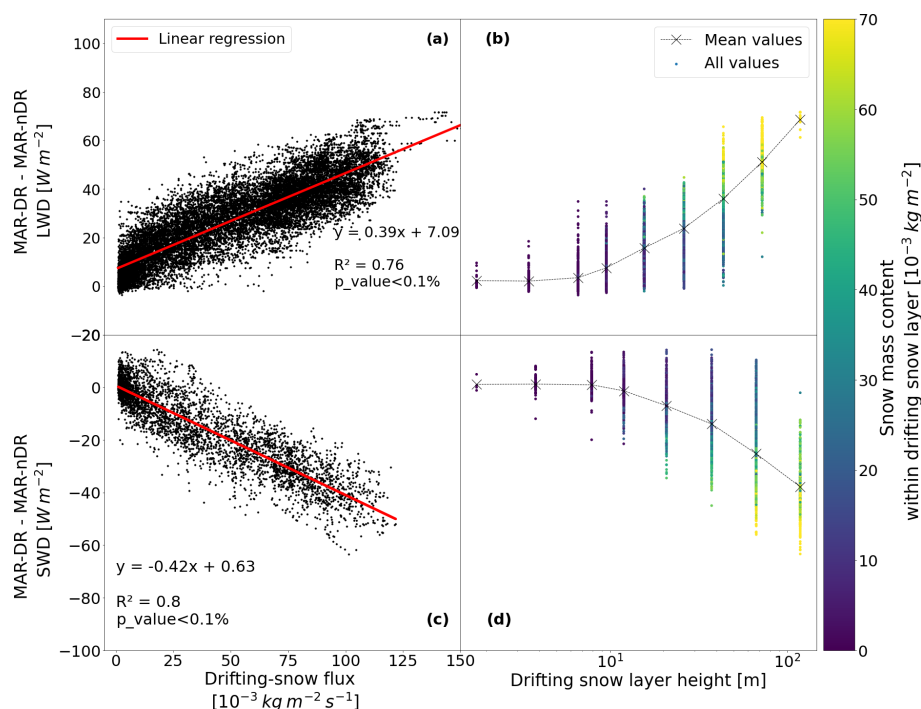 Linear regression
(a)
(b)
Mean values
All values
100
80
60
40
20
0
−20
MAR-DR - MAR-nDR
LWD [W m⁻²]
y = 0.39x + 7.09
R² = 0.76
p_value<0.1%
20
0
−20
−40
−60
−80
−100
MAR-DR - MAR-nDR
SWD [W m⁻²]
y = -0.42x + 0.63
R² = 0.8
p_value<0.1%
(c)
(d)
0 25 50 75 100 125 150
Drifting-snow flux
[10⁻³ kg m⁻² s⁻¹]
10¹ 10²
Drifting snow layer height [m]
70
60
50
40
30
20
10
0
Snow mass content
within drifting snow layer [10⁻³ kg m⁻²]